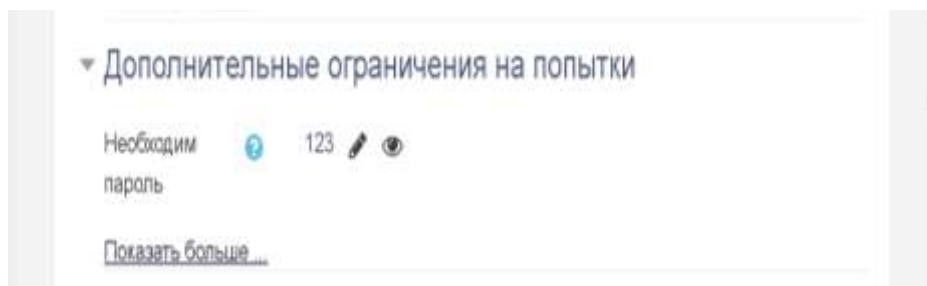 Дополнительные ограничения на попытки
Необходим
пароль
123
Показать больше ...